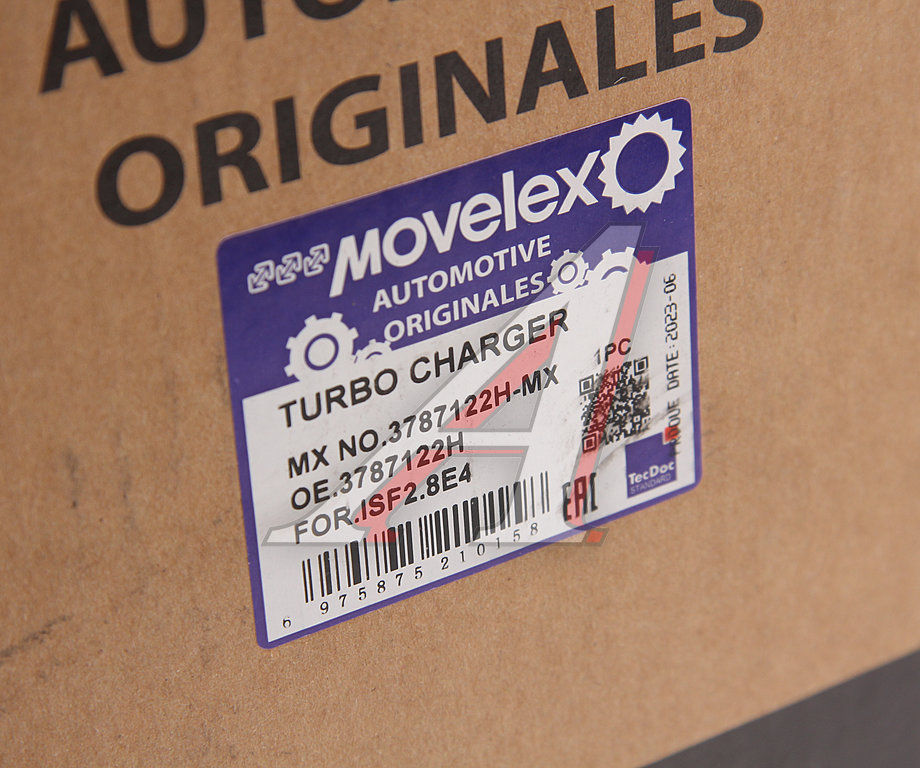 AUTO
ORIGINALES
MOVELEX
AUTOMOTIVE
ORIGINALES
TURBO CHARGER
1PC
MX NO.3787122H-MX
OE.3787122H
FOR.ISF2.8E4
6 975875 210158
EAC
TecDoc
STANDARD
DATE:2023-06